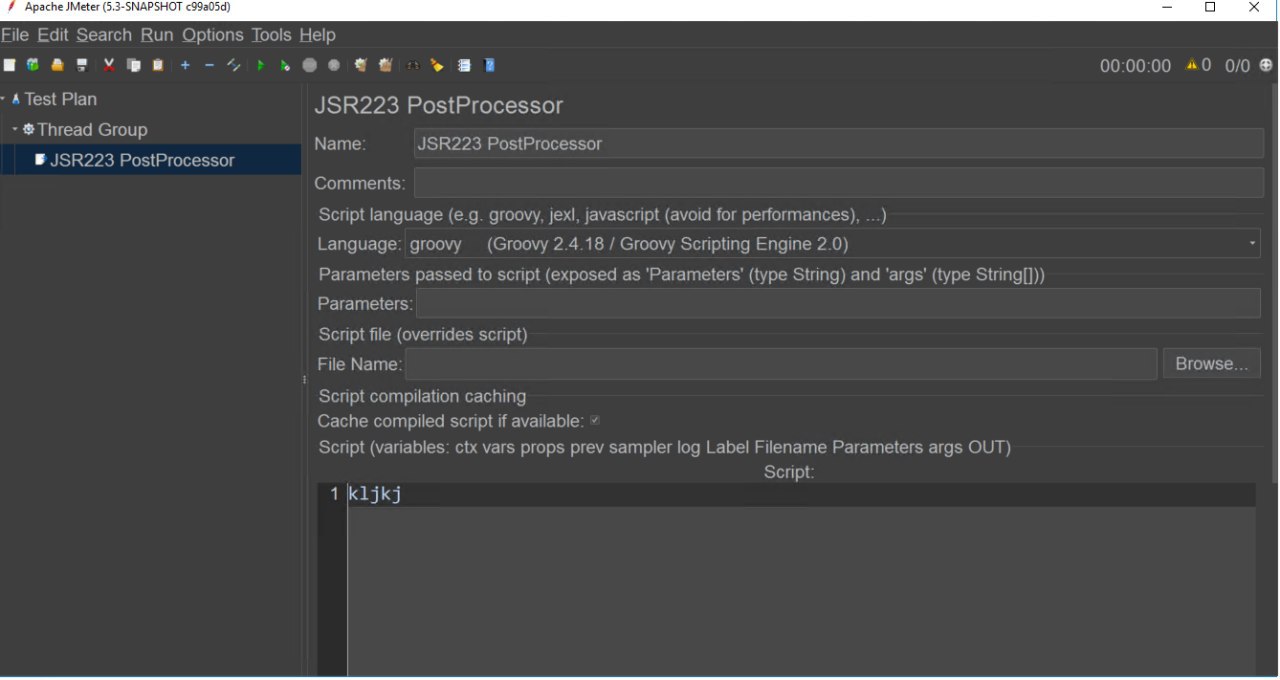 Apache JMeter (5.3-SNAPSHOT c99a05d)
File Edit Search Run Options Tools Help
00:00:00 0 0/0
Test Plan
Thread Group
JSR223 PostProcessor
JSR223 PostProcessor
Name: JSR223 PostProcessor
Comments:
Script language (e.g. groovy, jexl, javascript (avoid for performances), ...)
Language: groovy (Groovy 2.4.18 / Groovy Scripting Engine 2.0)
Parameters passed to script (exposed as 'Parameters' (type String) and 'args' (type String[]))
Parameters:
Script file (overrides script)
File Name: Browse...
Script compilation caching
Cache compiled script if available:
Script (variables: ctx vars props prev sampler log Label Filename Parameters args OUT)
Script:
1 kljkj